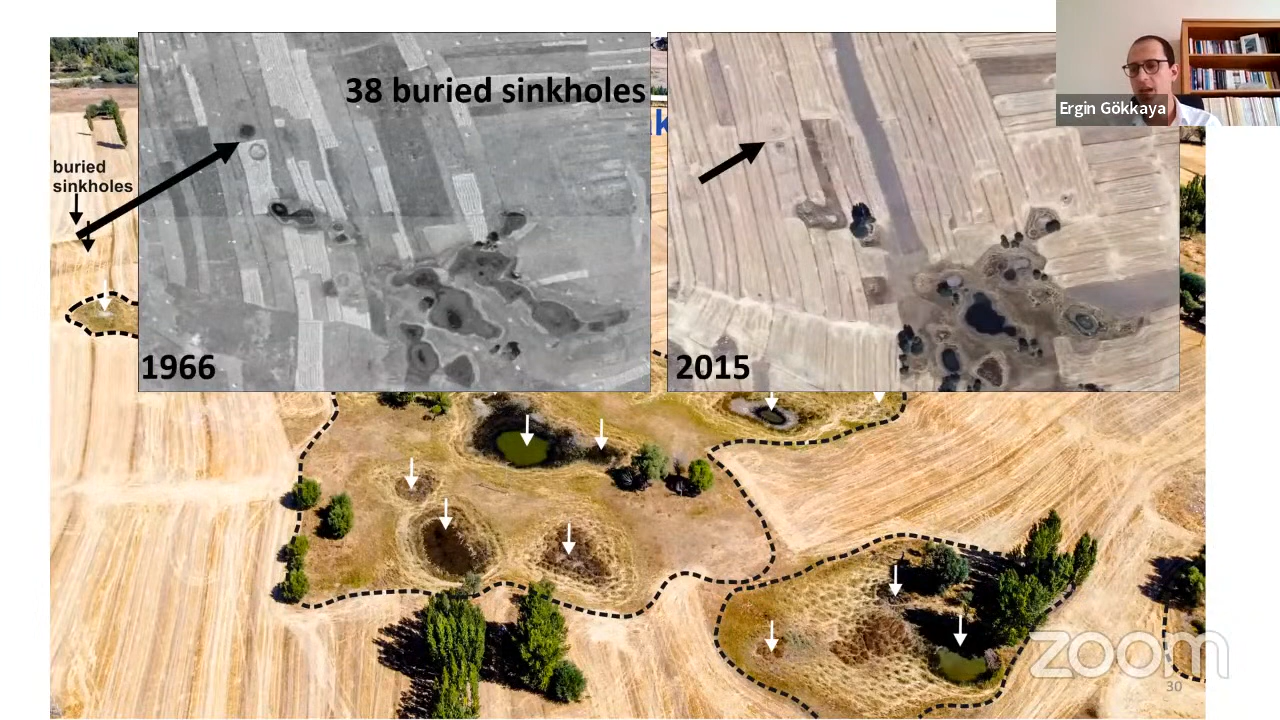 38 buried sinkholes
k
Ergin Gökkaya
buried
sinkholes
1966
2015
zoom
30